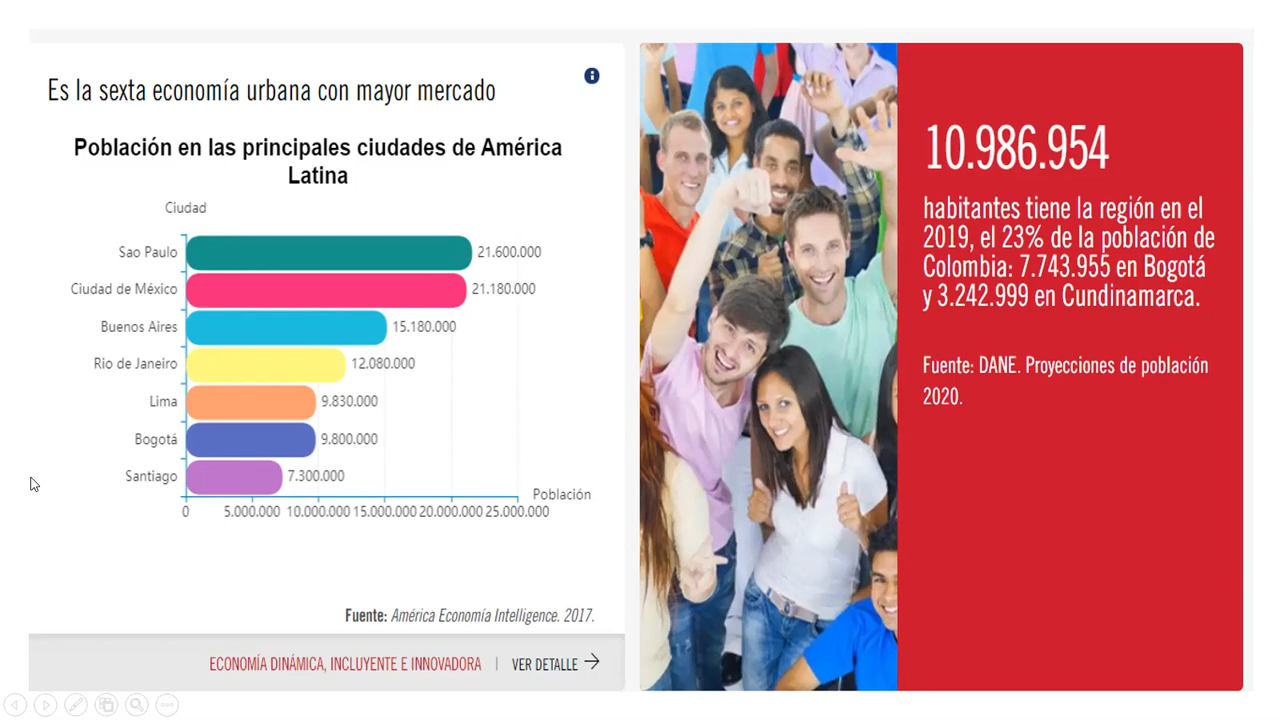 Es la sexta economía urbana con mayor mercado
Población en las principales ciudades de América
Latina
Ciudad
Sao Paulo 21.600.000
Ciudad de México 21.180.000
Buenos Aires 15.180.000
Rio de Janeiro 12.080.000
Lima 9.830.000
Bogotá 9.800.000
Santiago 7.300.000
Población
0 5.000.000 10.000.000 15.000.000 20.000.000 25.000.000
Fuente: América Economía Intelligence. 2017.
ECONOMÍA DINÁMICA, INCLUYENTE E INNOVADORA | VER DETALLE
10.986.954
habitantes tiene la región en el
2019, el 23% de la población de
Colombia: 7.743.955 en Bogotá
y 3.242.999 en Cundinamarca.
Fuente: DANE. Proyecciones de población
2020.